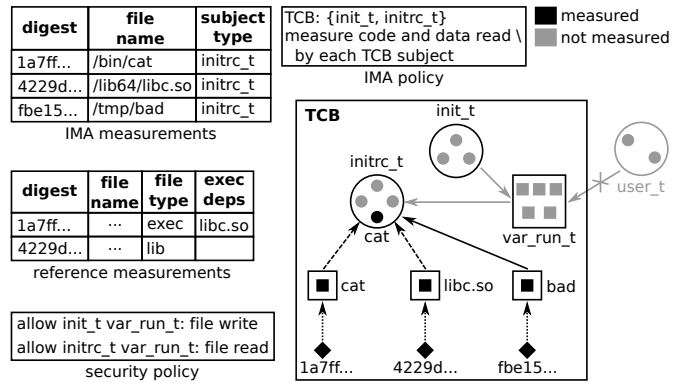 digest file name subject type
1a7ff... /bin/cat initrc_t
4229d... /lib64/libc.so initrc_t
fbe15... /tmp/bad initrc_t
IMA measurements
TCB: {init_t, initrc_t}
measure code and data read \
by each TCB subject
IMA policy
measured
not measured
digest file name file type exec deps
1a7ff... ... exec libc.so
4229d... ... lib
reference measurements
allow init_t var_run_t: file write
allow initrc_t var_run_t: file read
security policy
TCB
init_t
initrc_t
user_t
cat
var_run_t
cat
libc.so
bad
1a7ff...
4229d...
fbe15...